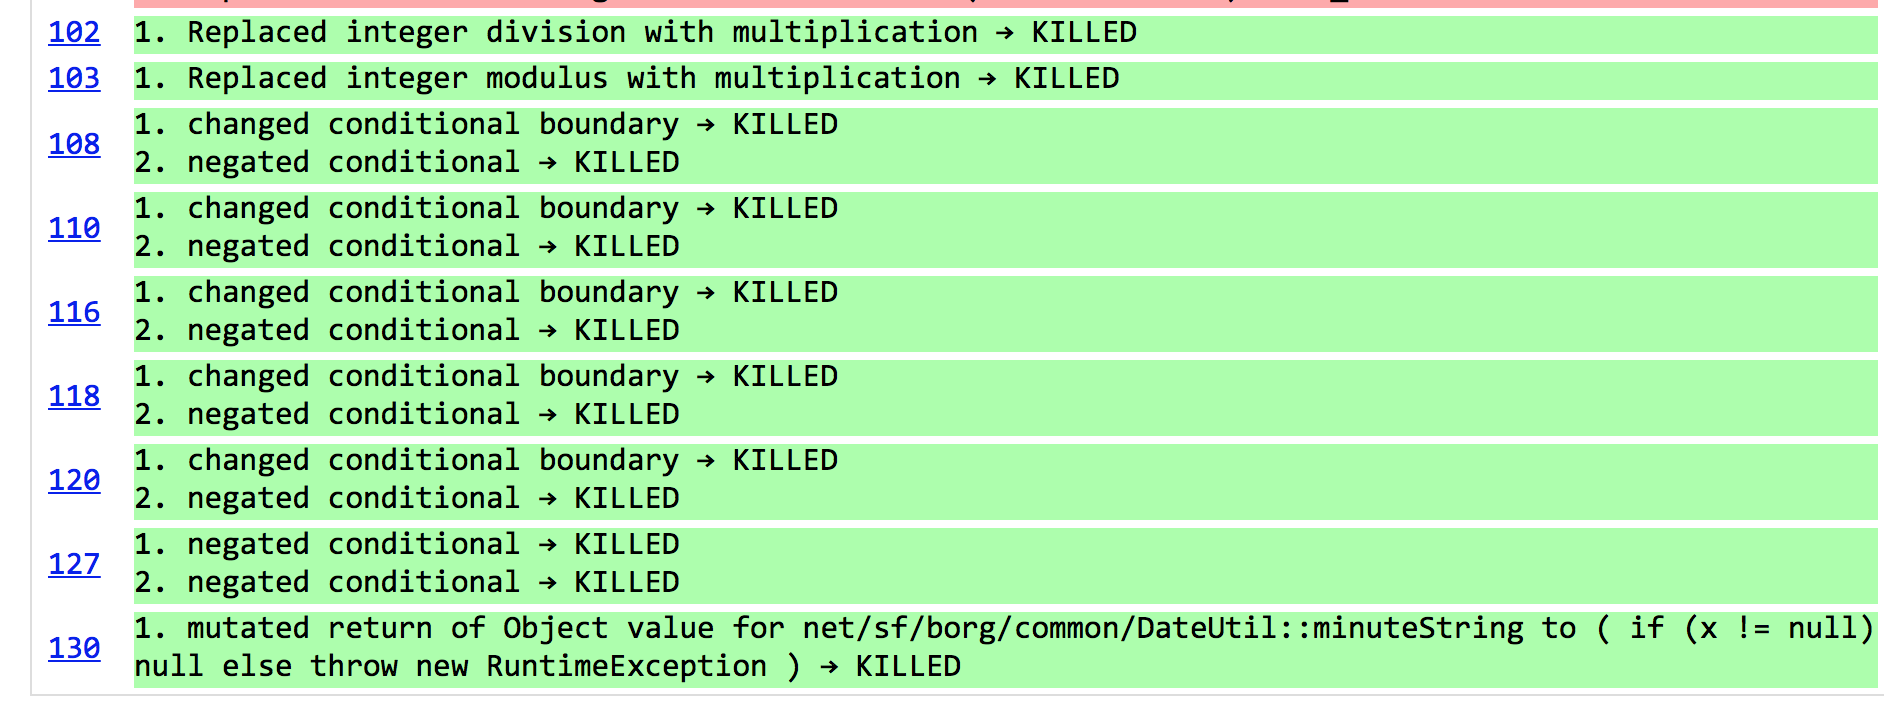 102 1. Replaced integer division with multiplication → KILLED
103 1. Replaced integer modulus with multiplication → KILLED
108 1. changed conditional boundary → KILLED
2. negated conditional → KILLED
110 1. changed conditional boundary → KILLED
2. negated conditional → KILLED
116 1. changed conditional boundary → KILLED
2. negated conditional → KILLED
118 1. changed conditional boundary → KILLED
2. negated conditional → KILLED
120 1. changed conditional boundary → KILLED
2. negated conditional → KILLED
127 1. negated conditional → KILLED
2. negated conditional → KILLED
130 1. mutated return of Object value for net/sf/borg/common/DateUtil::minuteString to ( if (x != null)
null else throw new RuntimeException ) → KILLED